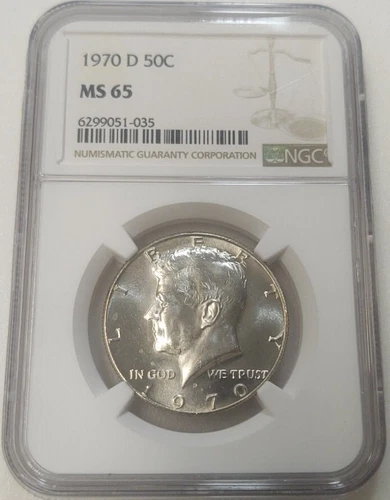 1970 D 50C
MS 65
6299051-035
NUMISMATIC GUARANTY CORPORATION
NGC
LIBERTY
IN GOD WE TRUST
1970